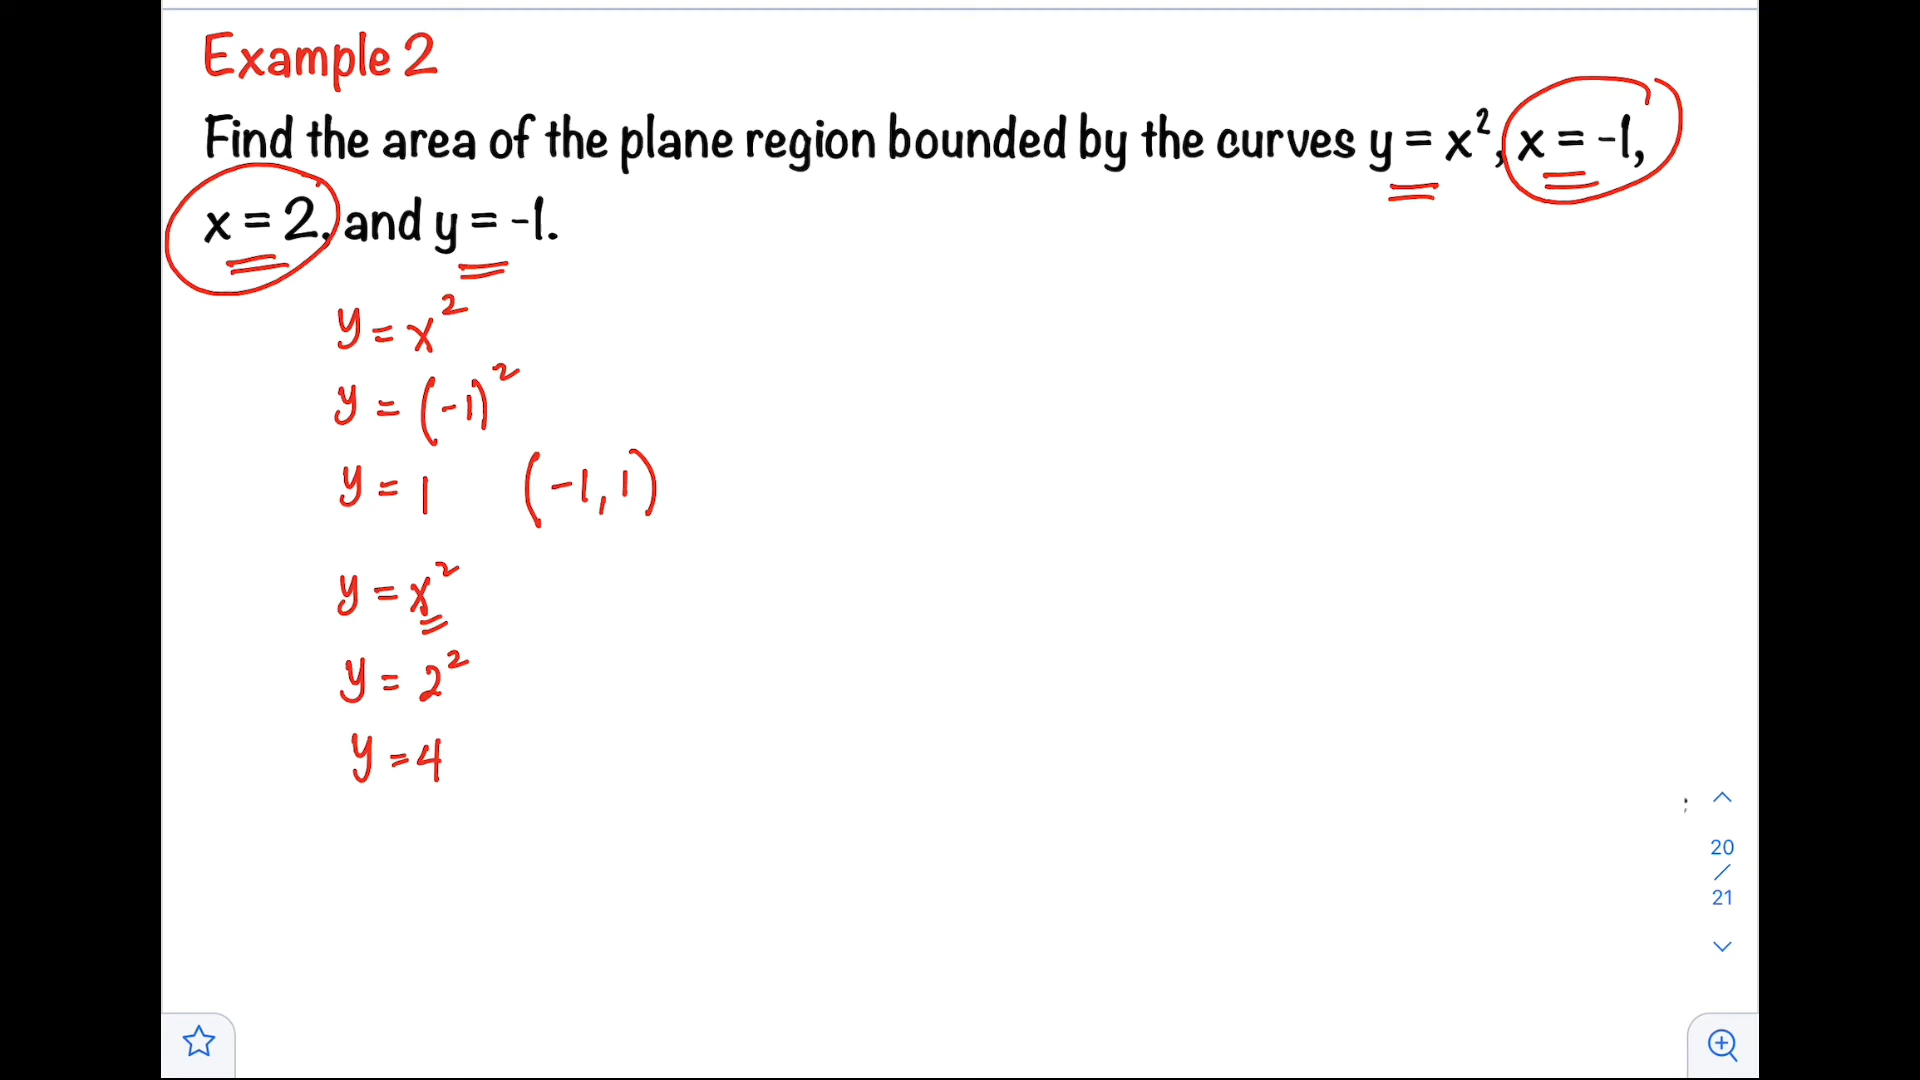 Example 2
Find the area of the plane region bounded by the curves y = x², x = -1,
x = 2, and y = -1.
y = x²
y = (-1)²
y = 1 (-1, 1)
y = x²
y = 2²
y = 4
20
/
21